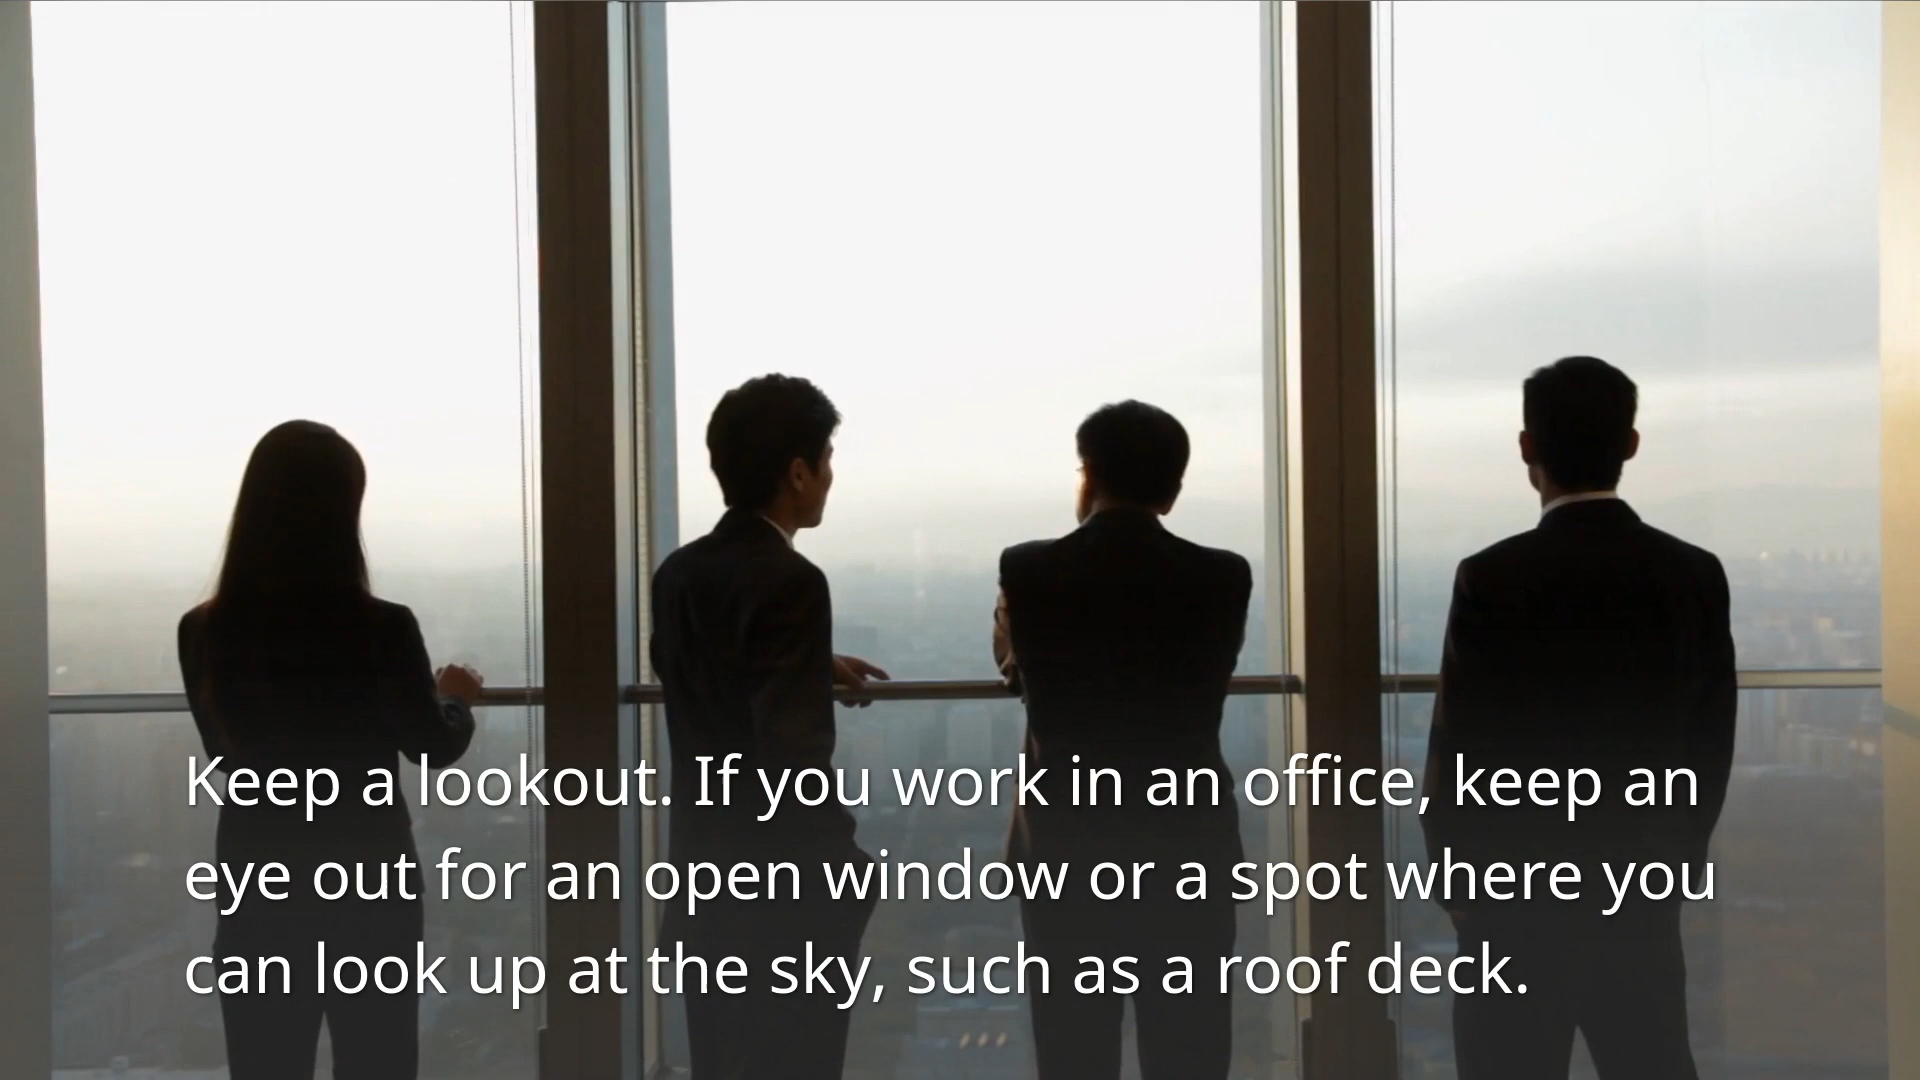 Keep a lookout. If you work in an office, keep an
eye out for an open window or a spot where you
can look up at the sky, such as a roof deck.